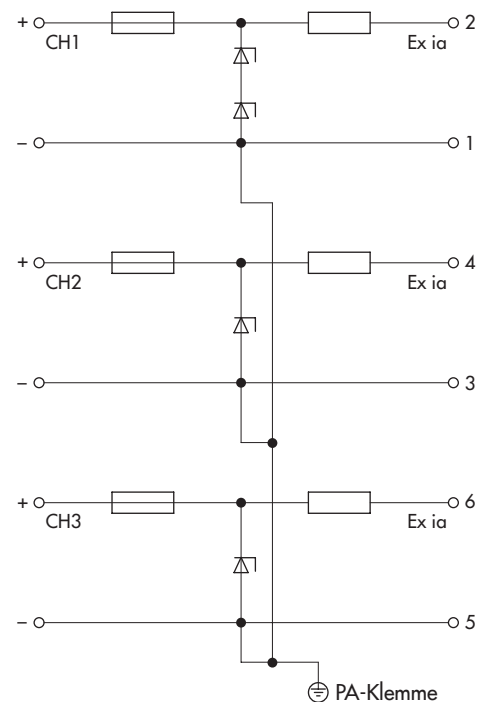 + 2
CH1 Ex ia
– 1
+ 4
CH2 Ex ia
– 3
+ 6
CH3 Ex ia
– 5
PA-Klemme